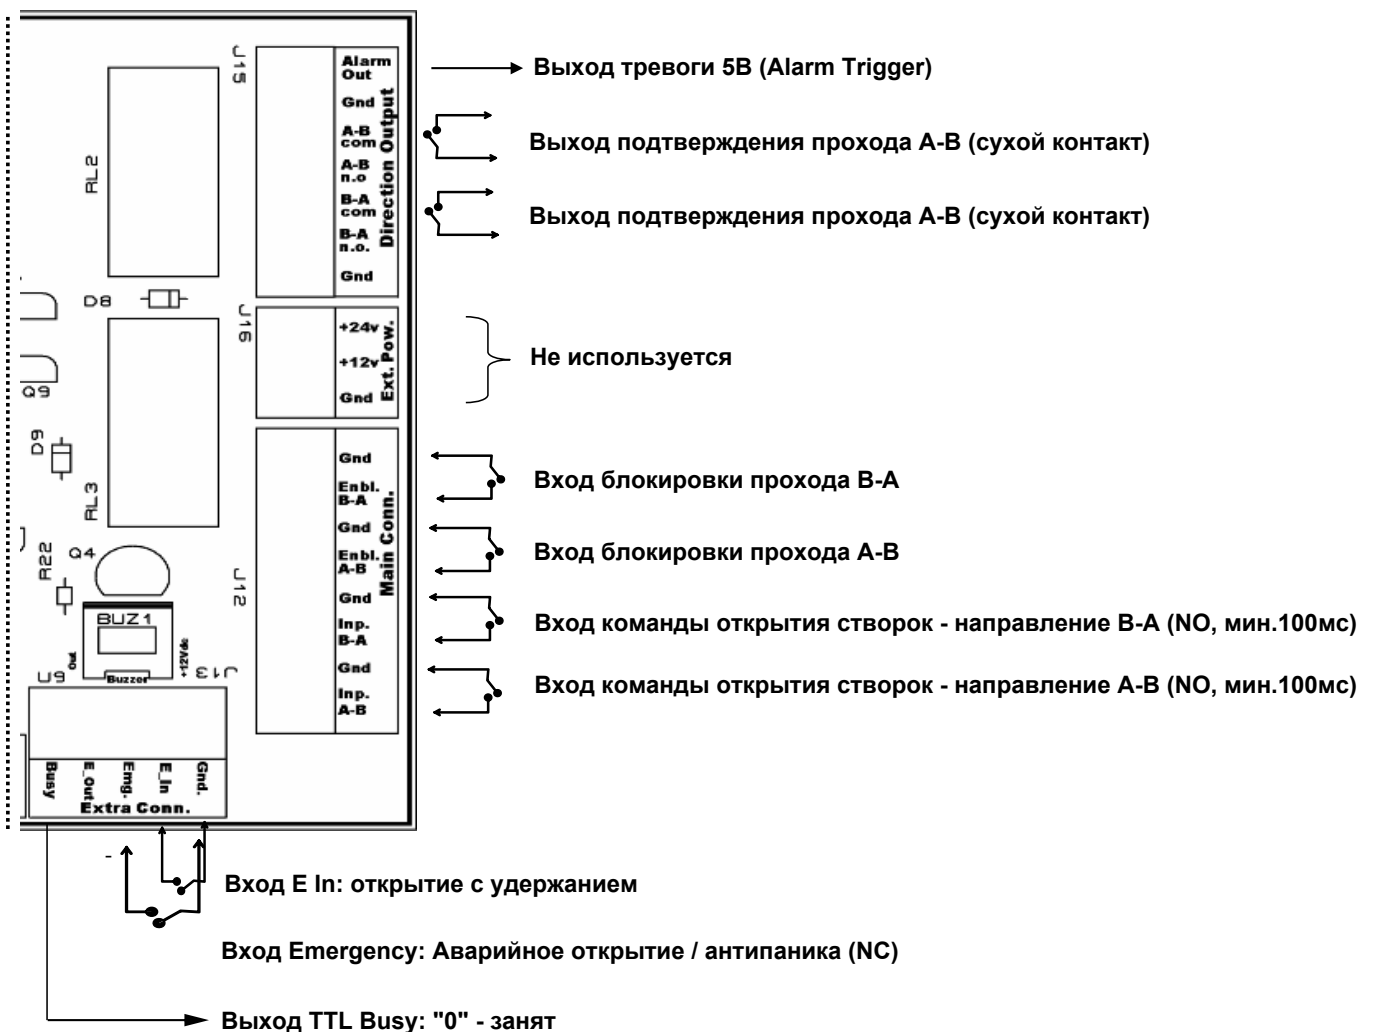 J15
Alarm
Out
Gnd
A-B
com
A-B
n.o
B-A
com
B-A
n.o.
Gnd
Direction Output
Выход тревоги 5В (Alarm Trigger)
Выход подтверждения прохода A-B (сухой контакт)
Выход подтверждения прохода A-B (сухой контакт)
RL2
D8
J16
+24v
+12v
Gnd
Ext. Pow.
Не используется
Q9
D9
RL3
R22
Q4
J12
Gnd
Enbl.
B-A
Gnd
Enbl.
A-B
Gnd
Inp.
B-A
Gnd
Inp.
A-B
Main Conn.
Вход блокировки прохода B-A
Вход блокировки прохода A-B
Вход команды открытия створок - направление B-A (NO, мин.100мс)
Вход команды открытия створок - направление A-B (NO, мин.100мс)
BUZ1
Out
+12Vdc
Buzzer
U9
J13
Busy
E_Out
Emg.
E_In
Gnd.
Extra Conn.
-
Вход E In: открытие с удержанием
Вход Emergency: Аварийное открытие / антипаника (NC)
Выход TTL Busy: "0" - занят